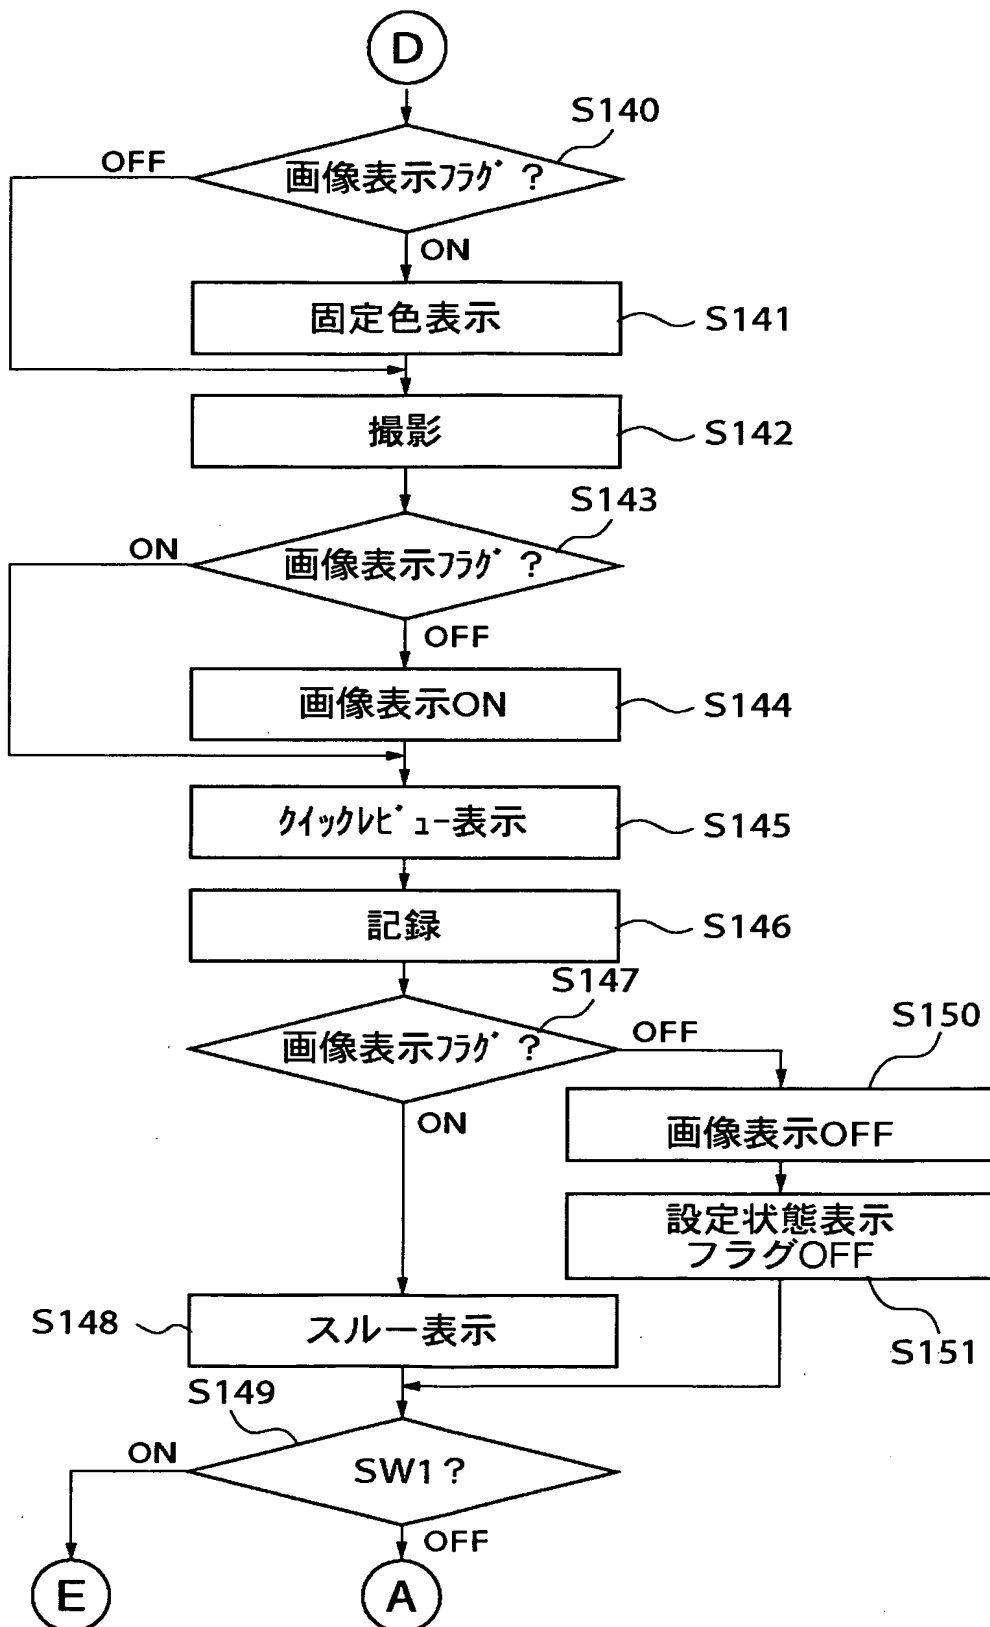 D
S140
OFF
画像表示フラグ?
ON
固定色表示
S141
撮影
S142
S143
ON
画像表示フラグ?
OFF
画像表示ON
S144
クイックレビュー表示
S145
記録
S146
S147
画像表示フラグ?
OFF
S150
ON
画像表示OFF
設定状態表示
フラグOFF
S148
スルー表示
S151
S149
ON
SW1?
OFF
E
A